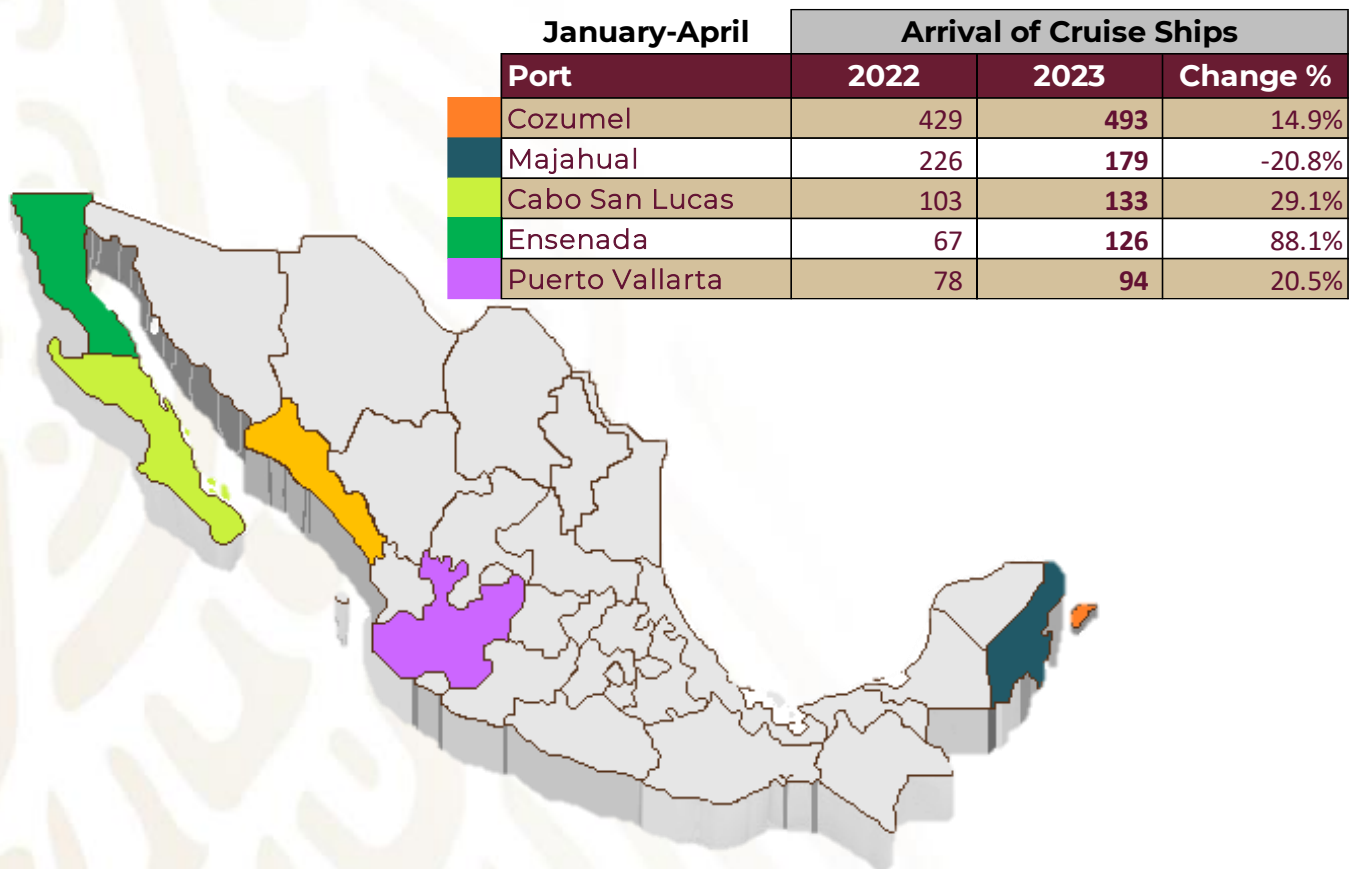 January-April Arrival of Cruise Ships
Port 2022 2023 Change %
Cozumel 429 493 14.9%
Majahual 226 179 -20.8%
Cabo San Lucas 103 133 29.1%
Ensenada 67 126 88.1%
Puerto Vallarta 78 94 20.5%